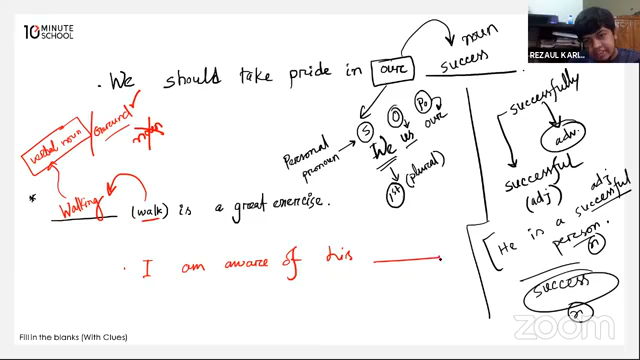 10 MINUTE SCHOOL
REZAUL KARI
noun
. We should take pride in our success.
successfully
adv.
S O Po
We us our
Personal pronoun
1st (plural)
verbal noun / Gerund
noun
successful
(adj)
* Walking (walk) is a great exercise.
adj
He is a successful person.
n
success
n
. I am aware of his
Fill in the blanks (With Clues)
zoom